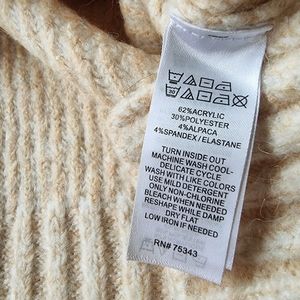 30
62%ACRYLIC
30%POLYESTER
4%ALPACA
4%SPANDEX / ELASTANE
TURN INSIDE OUT
MACHINE WASH COOL-
DELICATE CYCLE
WASH WITH LIKE COLORS
USE MILD DETERGENT
ONLY NON-CHLORINE
BLEACH WHEN NEEDED
RESHAPE WHILE DAMP
DRY FLAT
LOW IRON IF NEEDED
RN# 75343